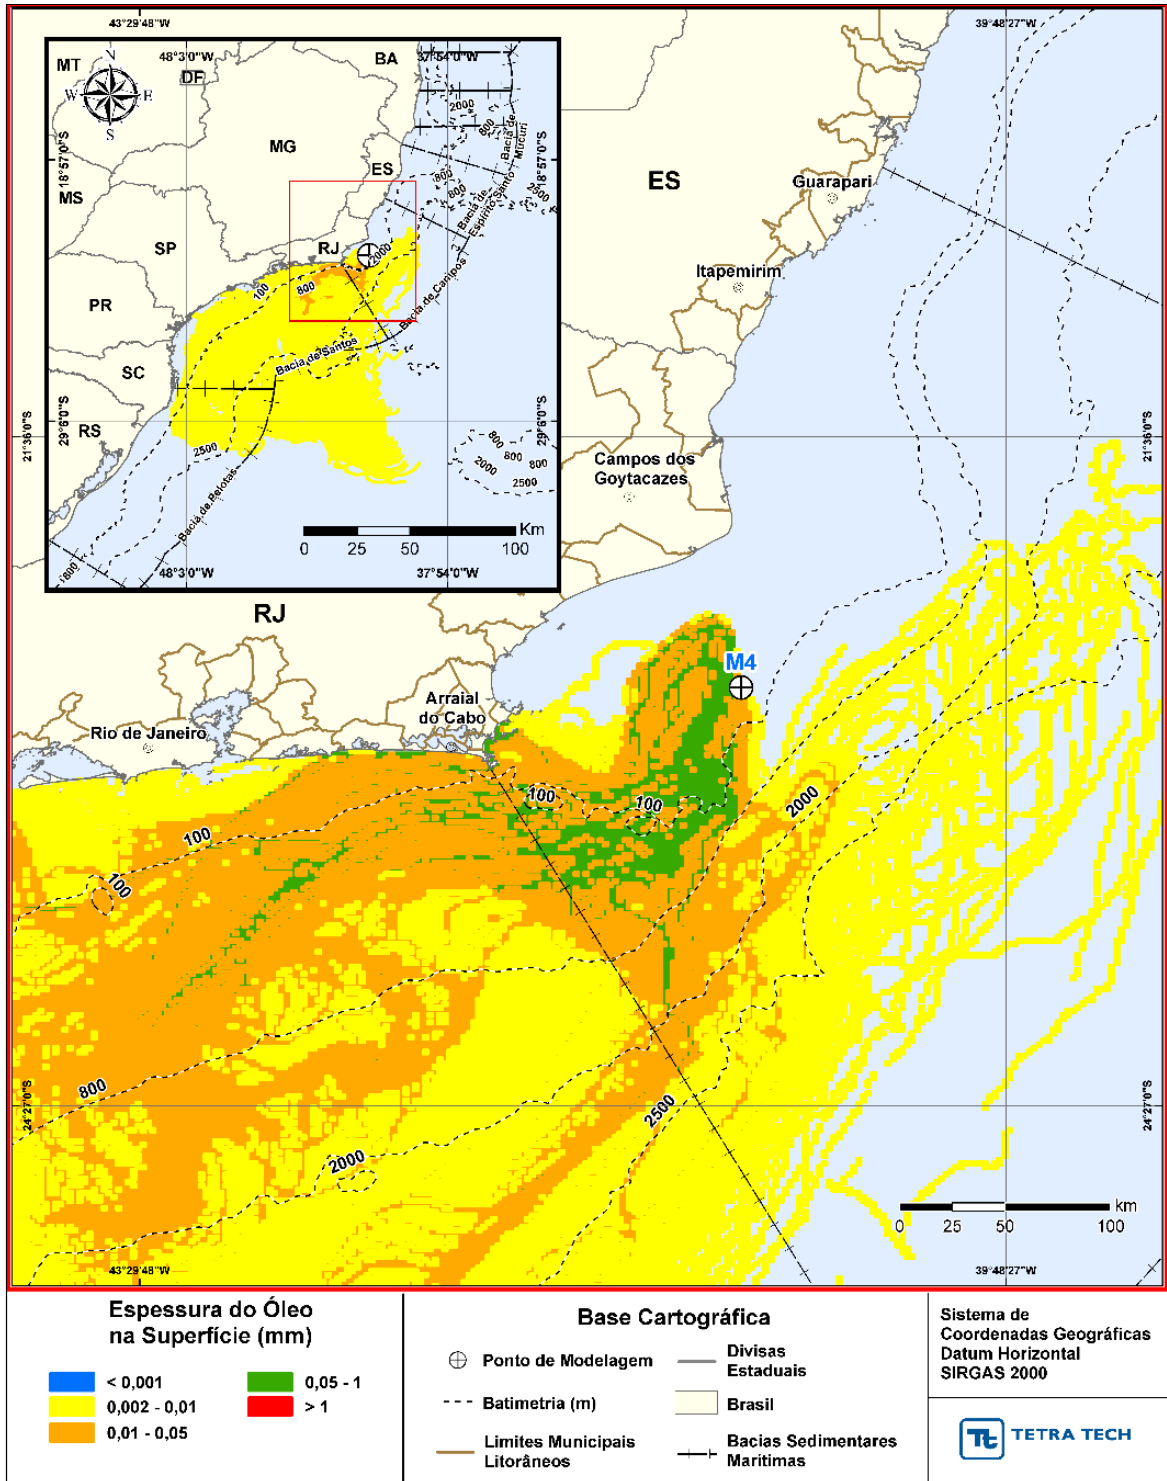 43°29'48"W
39°48'27"W
48°3'0"W
37°54'0"W
MT
N
W
E
S
DF
BA
MG
ES
MS
SP
RJ
PR
SC
RS
18°57'0"S
18°57'0"S
29°6'0"S
29°6'0"S
2000
800
Bacia de Mucuri
800
800
2500
Bacia de Espírito Santo
2000
100
800
Bacia de Campos
Bacia de Santos
2500
Bacia de Pelotas
800
800
800
800
2000
2500
0 25 50 100 Km
48°3'0"W
37°54'0"W
ES
Guarapari
Itapemirim
21°36'0"S
21°36'0"S
Campos dos
Goytacazes
RJ
M4
Arraial
do Cabo
Rio de Janeiro
100
100
2000
100
100
800
2500
2000
24°27'0"S
24°27'0"S
km
0 25 50 100
43°29'48"W
39°48'27"W
Espessura do Óleo
na Superfície (mm)
< 0,001
0,002 - 0,01
0,01 - 0,05
0,05 - 1
> 1
Base Cartográfica
Ponto de Modelagem
Batimetria (m)
Limites Municipais
Litorâneos
Divisas
Estaduais
Brasil
Bacias Sedimentares
Marítimas
Sistema de
Coordenadas Geográficas
Datum Horizontal
SIRGAS 2000
Tt TETRA TECH